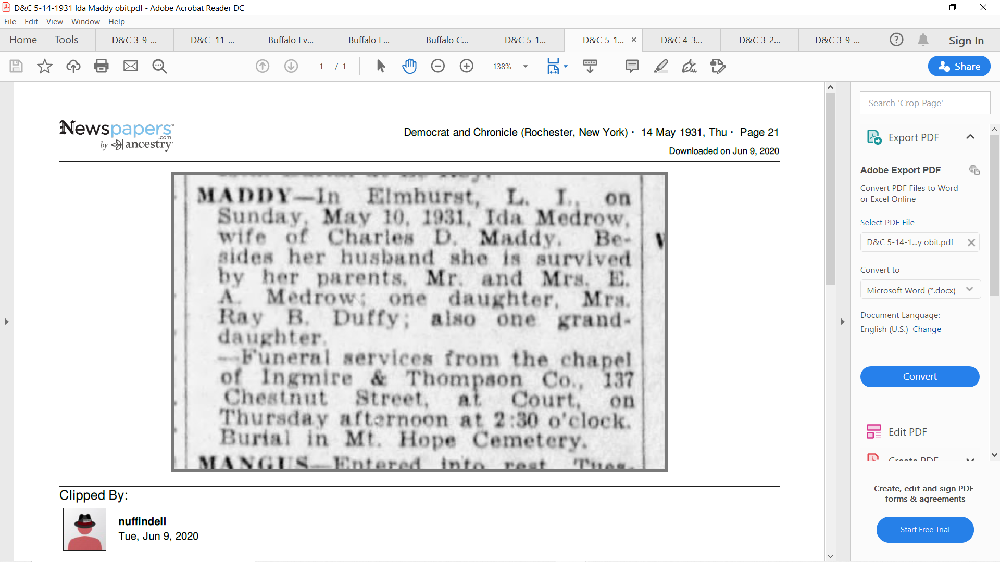 D&C 5-14-1931 Ida Maddy obit.pdf - Adobe Acrobat Reader DC
File Edit View Window Help
Home Tools D&C 3-9-... D&C 11-... Buffalo Ev... Buffalo E... Buffalo C... D&C 5-1... D&C 5-1... D&C 4-3... D&C 3-2... D&C 3-9-... Sign In
1 / 1 138% Share
Newspapers.com™
by ancestry
Democrat and Chronicle (Rochester, New York) · 14 May 1931, Thu · Page 21
Downloaded on Jun 9, 2020
MADDY—In Elmhurst, L. I., on
Sunday, May 10, 1931, Ida Medrow,
wife of Charles D. Maddy. Be-
sides her husband she is survived
by her parents, Mr. and Mrs. E.
A. Medrow; one daughter, Mrs.
Ray B. Duffy; also one grand-
daughter.
—Funeral services from the chapel
of Ingmire & Thompson Co., 137
Chestnut Street, at Court, on
Thursday afternoon at 2:30 o'clock.
Burial in Mt. Hope Cemetery.
MANGUS—Entered into rest Tues-
Clipped By:
nuffindell
Tue, Jun 9, 2020
Search 'Crop Page'
Export PDF
Adobe Export PDF
Convert PDF Files to Word
or Excel Online
Select PDF File
D&C 5-14-1...y obit.pdf
Convert to
Microsoft Word (*.docx)
Document Language:
English (U.S.) Change
Convert
Edit PDF
Create PDF
Create, edit and sign PDF
forms & agreements
Start Free Trial